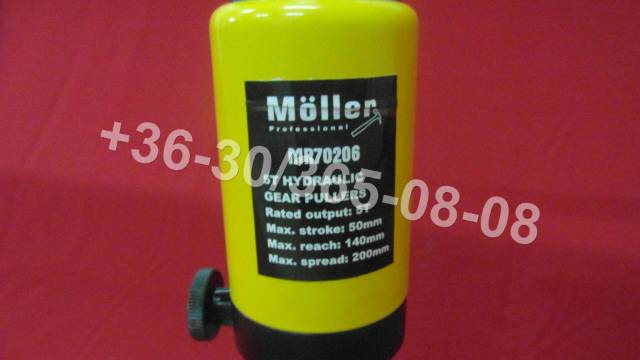 Möller
Professional
MR70206
5T HYDRAULIC
GEAR PULLERS
Rated output: 5T
Max. stroke: 50mm
Max. reach: 140mm
Max. spread: 200mm
+36-30/365-08-08